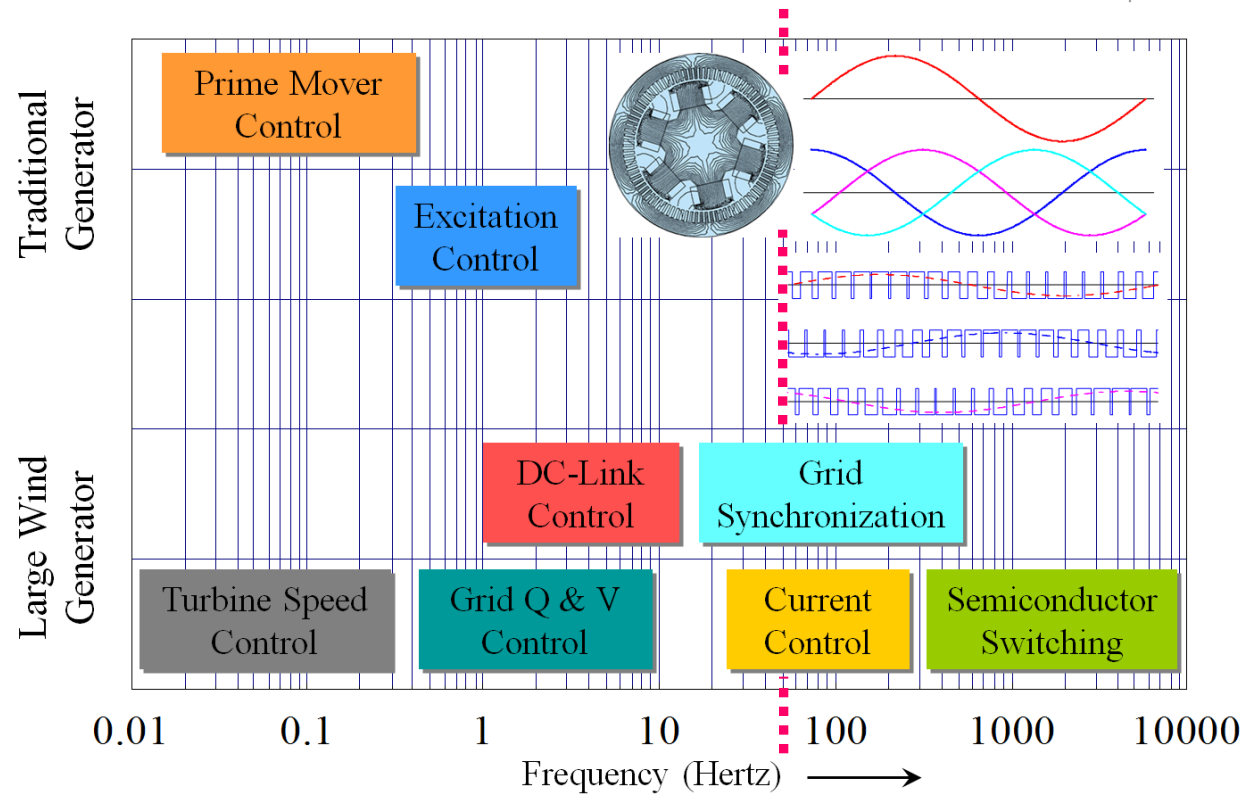 Traditional
Generator
Prime Mover
Control
Excitation
Control
Large Wind
Generator
DC-Link
Control
Grid
Synchronization
Turbine Speed
Control
Grid Q & V
Control
Current
Control
Semiconductor
Switching
0.01 0.1 1 10 100 1000 10000
Frequency (Hertz)